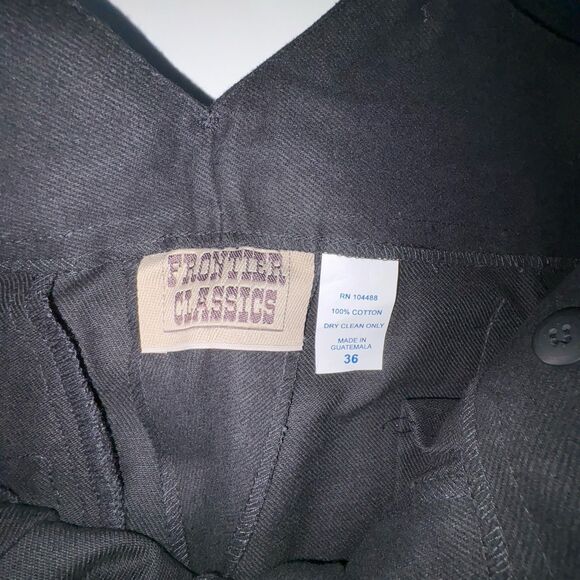 FRONTIER
CLASSICS
RN 104488
100% COTTON
DRY CLEAN ONLY
MADE IN
GUATEMALA
36